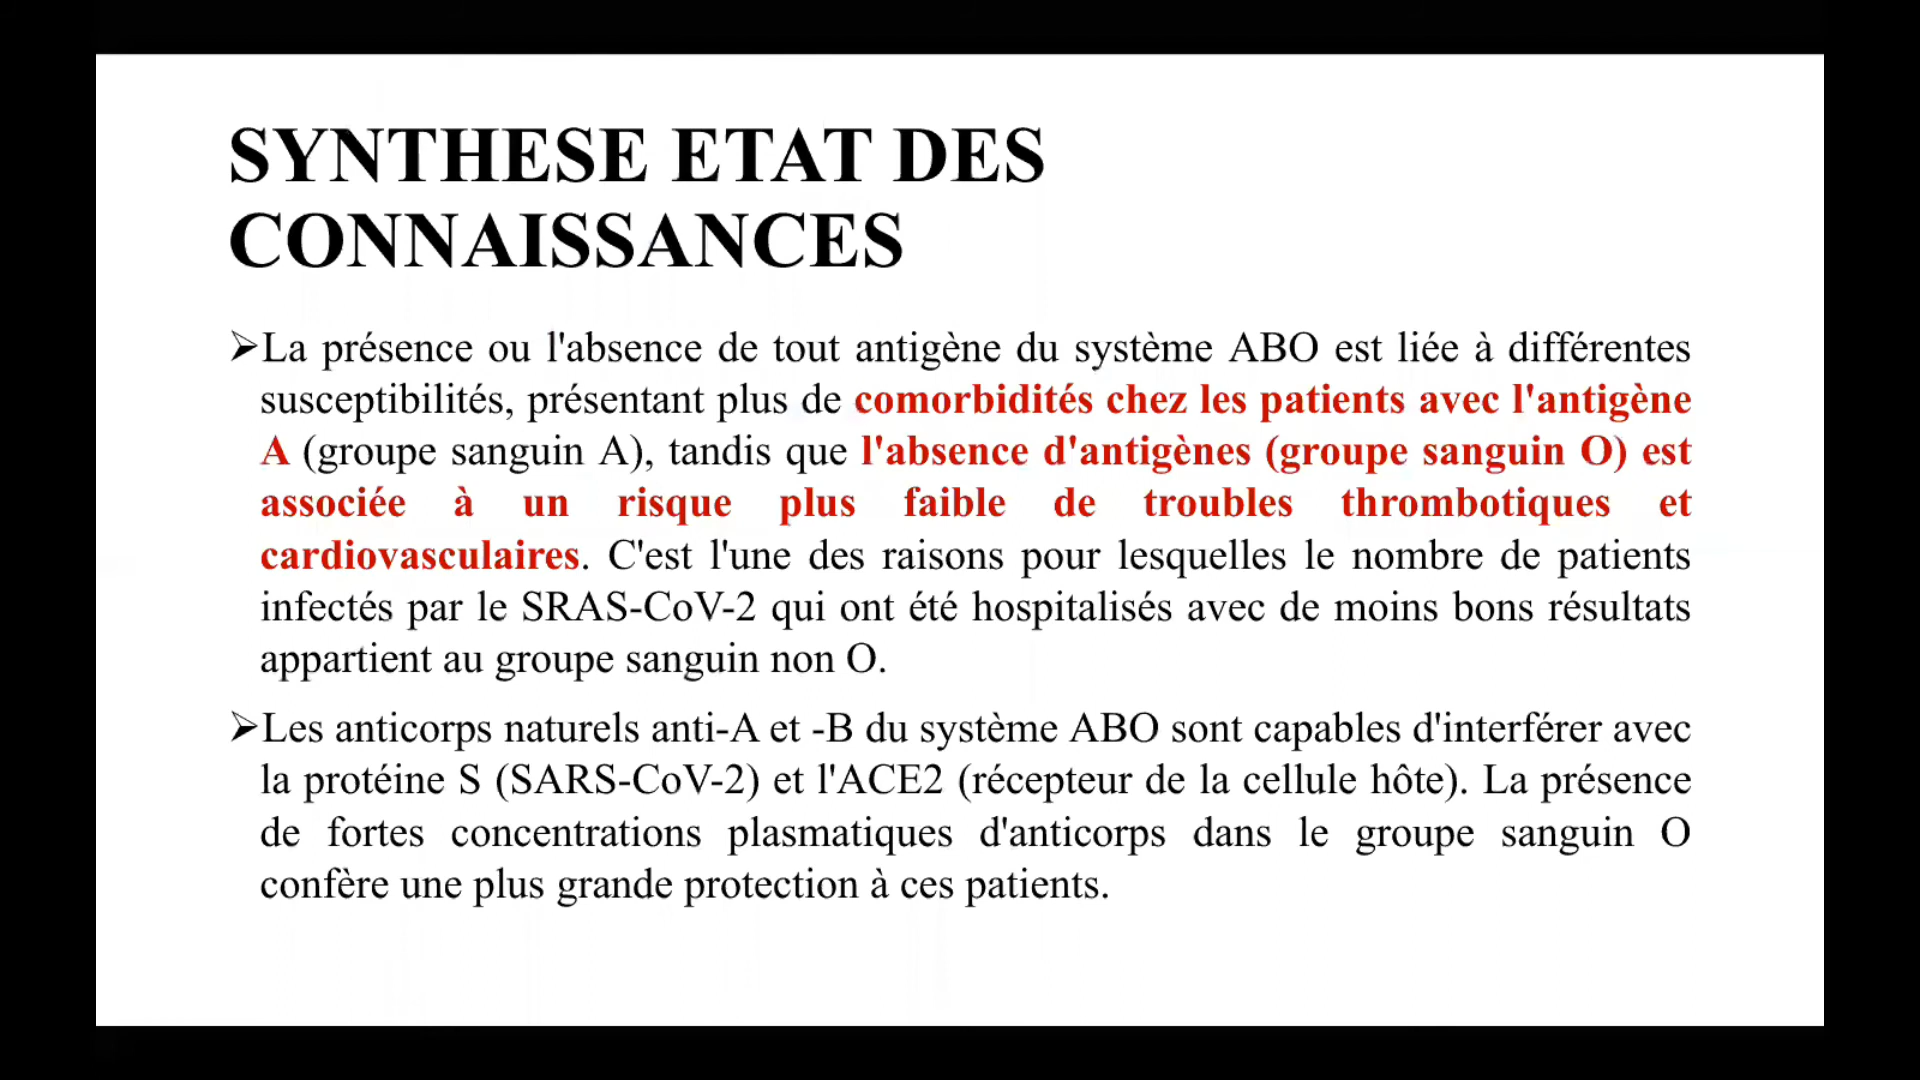 SYNTHESE ETAT DES
CONNAISSANCES
➢La présence ou l'absence de tout antigène du système ABO est liée à différentes
susceptibilités, présentant plus de comorbidités chez les patients avec l'antigène
A (groupe sanguin A), tandis que l'absence d'antigènes (groupe sanguin O) est
associée à un risque plus faible de troubles thrombotiques et
cardiovasculaires. C'est l'une des raisons pour lesquelles le nombre de patients
infectés par le SRAS-CoV-2 qui ont été hospitalisés avec de moins bons résultats
appartient au groupe sanguin non O.
➢Les anticorps naturels anti-A et -B du système ABO sont capables d'interférer avec
la protéine S (SARS-CoV-2) et l'ACE2 (récepteur de la cellule hôte). La présence
de fortes concentrations plasmatiques d'anticorps dans le groupe sanguin O
confère une plus grande protection à ces patients.